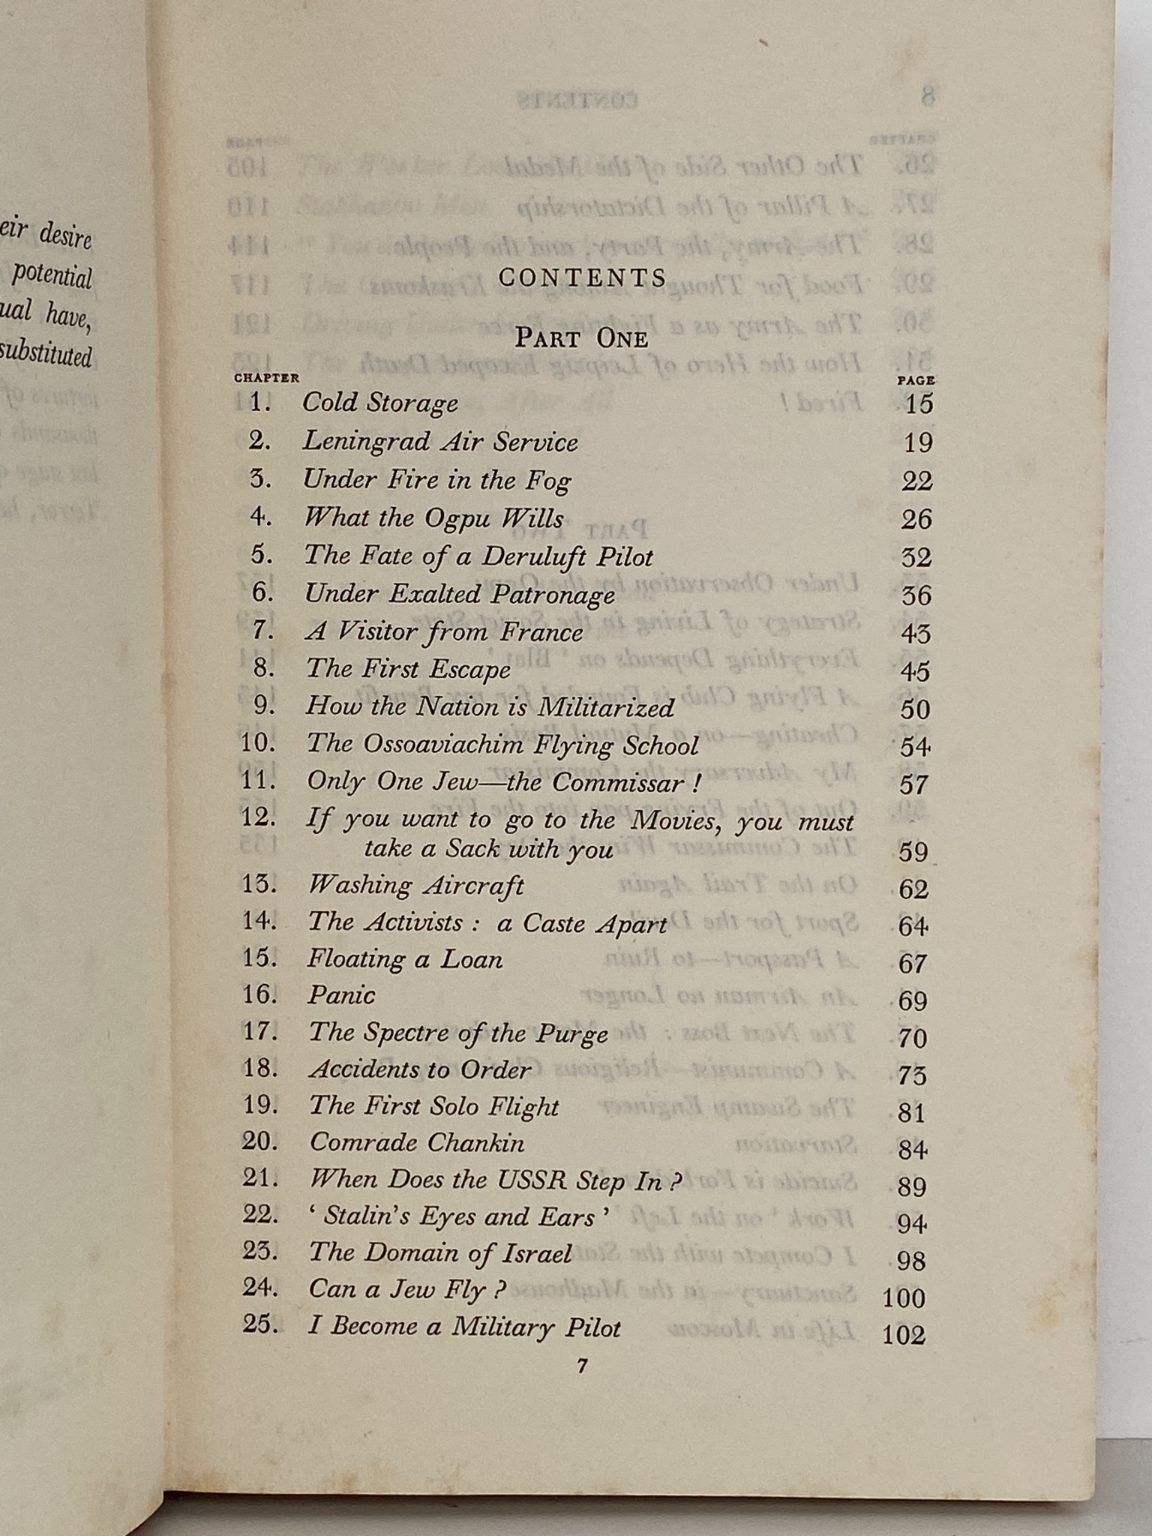 eir desire
potential
ual have,
substituted
CONTENTS
PART ONE
CHAPTER PAGE
1. Cold Storage 15
2. Leningrad Air Service 19
3. Under Fire in the Fog 22
4. What the Ogpu Wills 26
5. The Fate of a Deruluft Pilot 32
6. Under Exalted Patronage 36
7. A Visitor from France 43
8. The First Escape 45
9. How the Nation is Militarized 50
10. The Ossoaviachim Flying School 54
11. Only One Jew—the Commissar ! 57
12. If you want to go to the Movies, you must
take a Sack with you 59
13. Washing Aircraft 62
14. The Activists : a Caste Apart 64
15. Floating a Loan 67
16. Panic 69
17. The Spectre of the Purge 70
18. Accidents to Order 73
19. The First Solo Flight 81
20. Comrade Chankin 84
21. When Does the USSR Step In ? 89
22. ‘ Stalin’s Eyes and Ears ’ 94
23. The Domain of Israel 98
24. Can a Jew Fly ? 100
25. I Become a Military Pilot 102
7